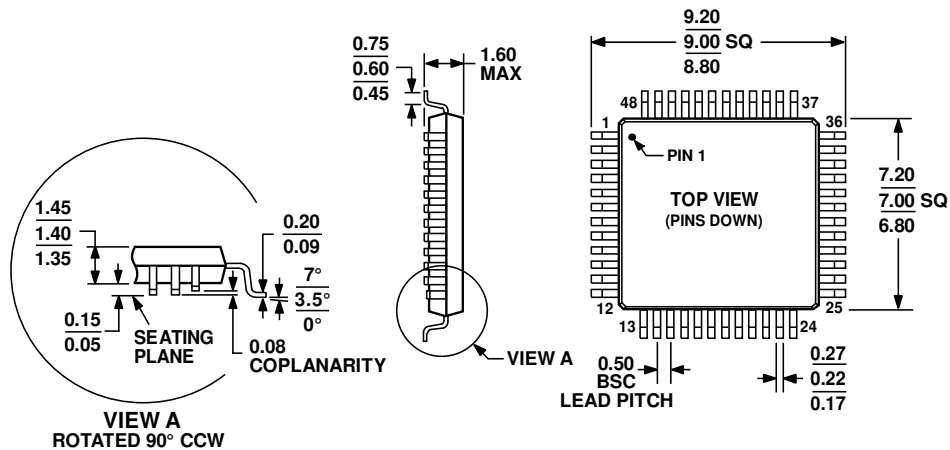 0.75
0.60
0.45
1.60
MAX
9.20
9.00 SQ
8.80
48
37
1
36
PIN 1
TOP VIEW
(PINS DOWN)
7.20
7.00 SQ
6.80
12
25
13
24
1.45
1.40
1.35
0.20
0.09
7°
3.5°
0°
0.15
0.05
SEATING
PLANE
0.08
COPLANARITY
VIEW A
ROTATED 90° CCW
VIEW A
0.50
BSC
LEAD PITCH
0.27
0.22
0.17